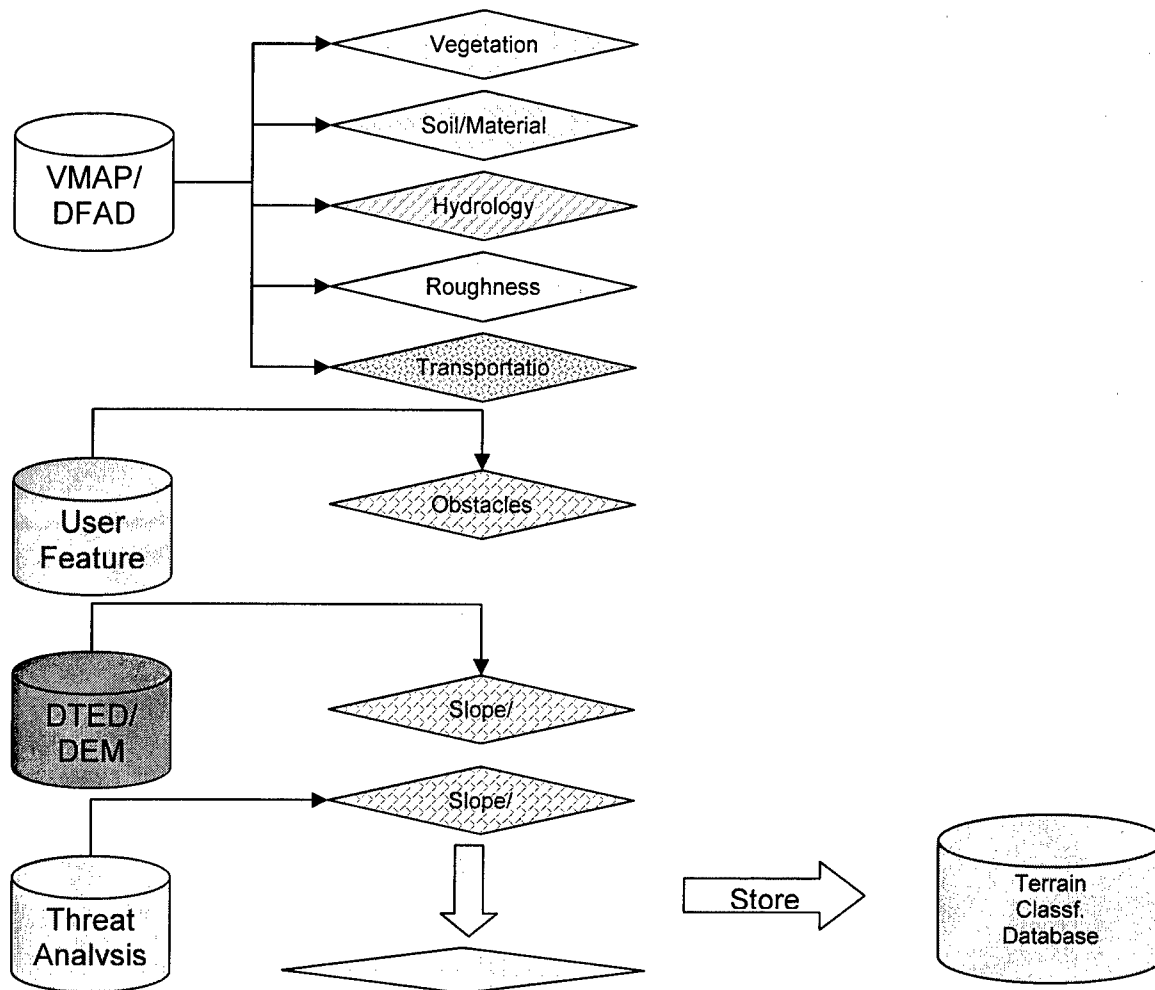 Vegetation
Soil/Material
VMAP/
DFAD
Hydrology
Roughness
Transportatio
User
Feature
Obstacles
DTED/
DEM
Slope/
Slope/
Threat
Analvsis
Store
Terrain
Classf.
Database